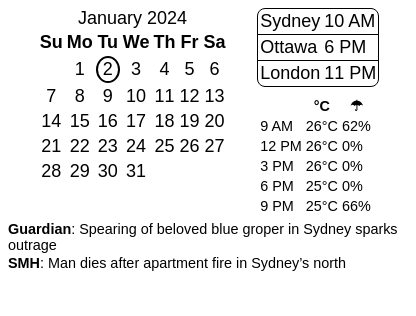 January 2024
Su Mo Tu We Th Fr Sa
1 2 3 4 5 6
7 8 9 10 11 12 13
14 15 16 17 18 19 20
21 22 23 24 25 26 27
28 29 30 31
Sydney 10 AM
Ottawa 6 PM
London 11 PM
°C ☂
9 AM 26°C 62%
12 PM 26°C 0%
3 PM 26°C 0%
6 PM 25°C 0%
9 PM 25°C 66%
Guardian: Spearing of beloved blue groper in Sydney sparks
outrage
SMH: Man dies after apartment fire in Sydney’s north